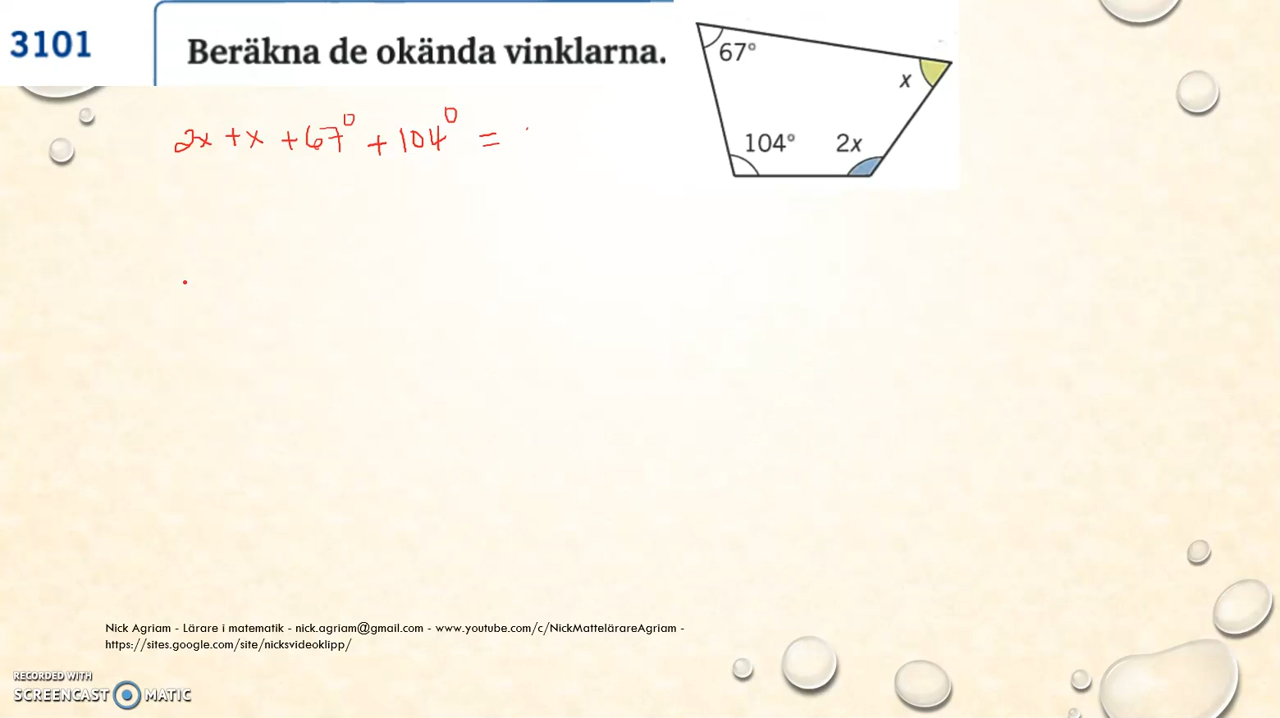 3101
Beräkna de okända vinklarna.
67°
x
104°
2x
2x + x + 67° + 104° =
Nick Agriam - Lärare i matematik - nick.agriam@gmail.com - www.youtube.com/c/NickMattelärareAgriam -
https://sites.google.com/site/nicksvideoklipp/
RECORDED WITH
SCREENCAST MATIC